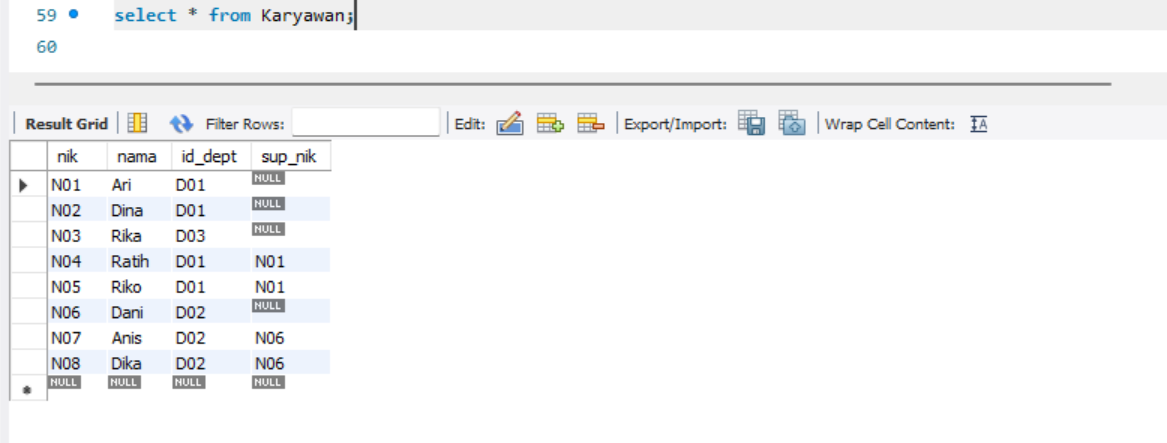 59 select * from Karyawan;
60
Result Grid Filter Rows: Edit: Export/Import: Wrap Cell Content: IA
nik nama id_dept sup_nik
N01 Ari D01 NULL
N02 Dina D01 NULL
N03 Rika D03 NULL
N04 Ratih D01 N01
N05 Riko D01 N01
N06 Dani D02 NULL
N07 Anis D02 N06
N08 Dika D02 N06
NULL NULL NULL NULL